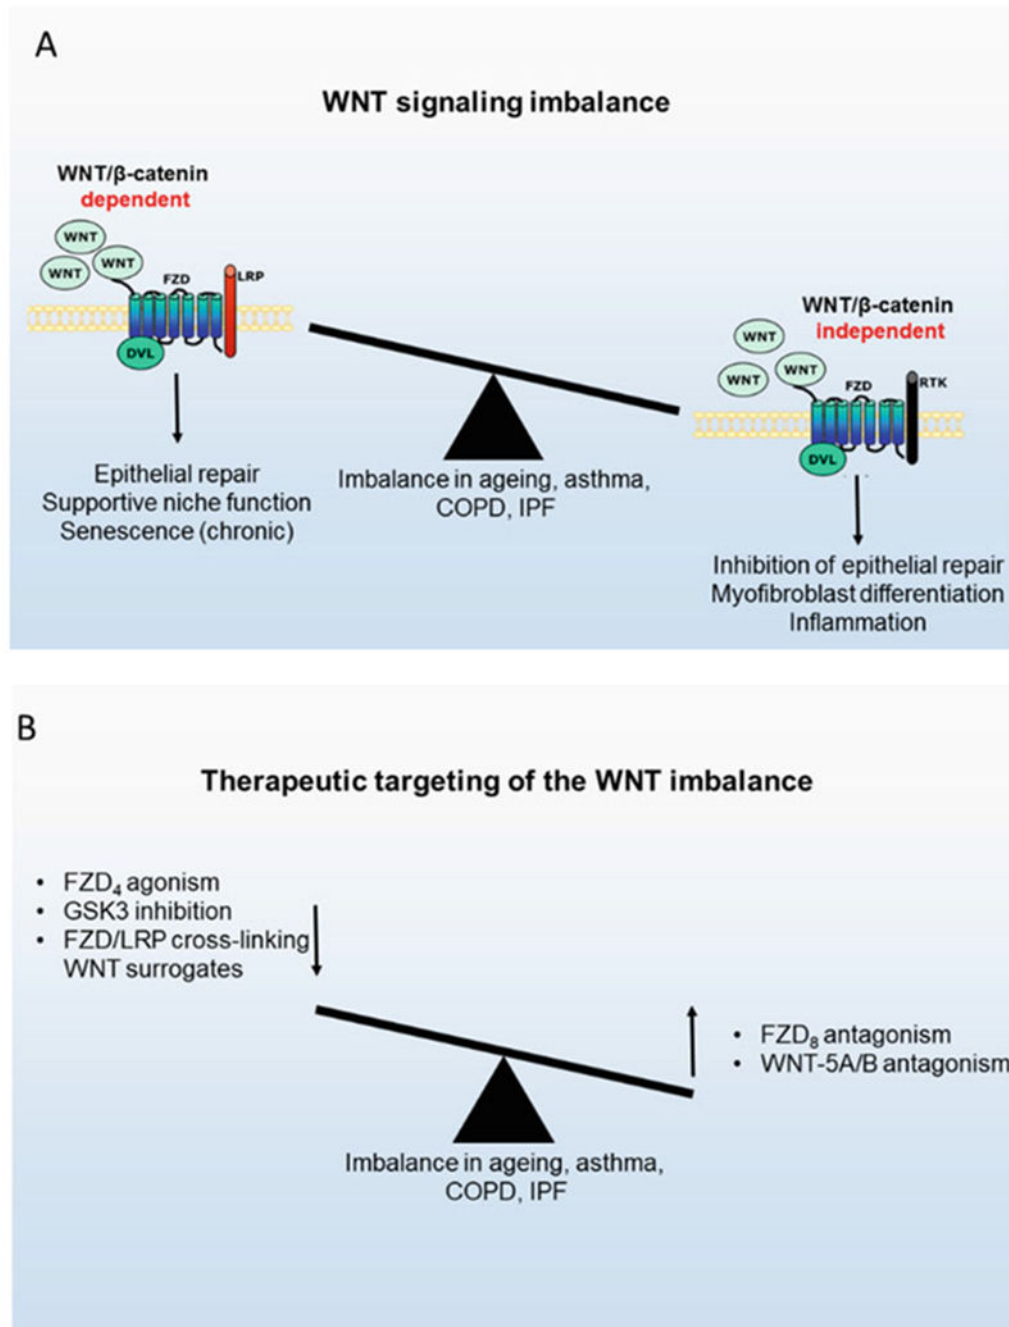 A
WNT signaling imbalance
WNT/β-catenin
dependent
WNT
WNT
WNT
FZD
LRP
DVL
Epithelial repair
Supportive niche function
Senescence (chronic)
Imbalance in ageing, asthma,
COPD, IPF
WNT/β-catenin
independent
WNT
WNT
WNT
FZD
RTK
DVL
Inhibition of epithelial repair
Myofibroblast differentiation
Inflammation
B
Therapeutic targeting of the WNT imbalance
• FZD₄ agonism
• GSK3 inhibition
• FZD/LRP cross-linking
WNT surrogates
• FZD₈ antagonism
• WNT-5A/B antagonism
Imbalance in ageing, asthma,
COPD, IPF